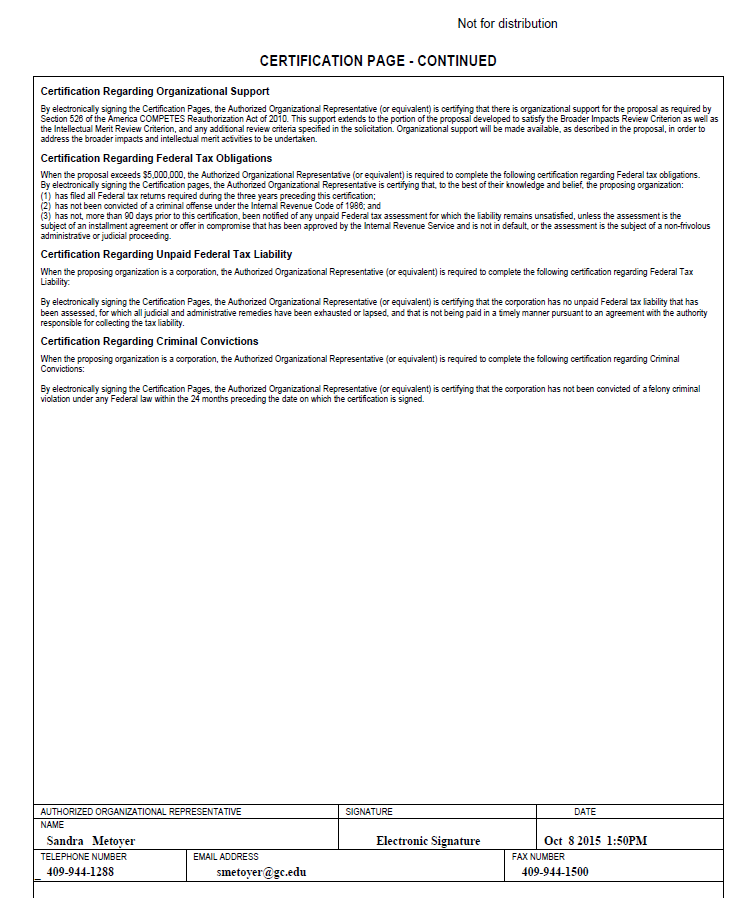 Not for distribution
CERTIFICATION PAGE - CONTINUED
Certification Regarding Organizational Support
By electronically signing the Certification Pages, the Authorized Organizational Representative (or equivalent) is certifying that there is organizational support for the proposal as required by
Section 526 of the America COMPETES Reauthorization Act of 2010. This support extends to the portion of the proposal developed to satisfy the Broader Impacts Review Criterion as well as
the Intellectual Merit Review Criterion, and any additional review criteria specified in the solicitation. Organizational support will be made available, as described in the proposal, in order to
address the broader impacts and intellectual merit activities to be undertaken.
Certification Regarding Federal Tax Obligations
When the proposal exceeds $5,000,000, the Authorized Organizational Representative (or equivalent) is required to complete the following certification regarding Federal tax obligations.
By electronically signing the Certification pages, the Authorized Organizational Representative is certifying that, to the best of their knowledge and belief, the proposing organization:
(1) has filed all Federal tax returns required during the three years preceding this certification;
(2) has not been convicted of a criminal offense under the Internal Revenue Code of 1986; and
(3) has not, more than 90 days prior to this certification, been notified of any unpaid Federal tax assessment for which the liability remains unsatisfied, unless the assessment is the
subject of an installment agreement or offer in compromise that has been approved by the Internal Revenue Service and is not in default, or the assessment is the subject of a non-frivolous
administrative or judicial proceeding.
Certification Regarding Unpaid Federal Tax Liability
When the proposing organization is a corporation, the Authorized Organizational Representative (or equivalent) is required to complete the following certification regarding Federal Tax
Liability:
By electronically signing the Certification Pages, the Authorized Organizational Representative (or equivalent) is certifying that the corporation has no unpaid Federal tax liability that has
been assessed, for which all judicial and administrative remedies have been exhausted or lapsed, and that is not being paid in a timely manner pursuant to an agreement with the authority
responsible for collecting the tax liability.
Certification Regarding Criminal Convictions
When the proposing organization is a corporation, the Authorized Organizational Representative (or equivalent) is required to complete the following certification regarding Criminal
Convictions:
By electronically signing the Certification Pages, the Authorized Organizational Representative (or equivalent) is certifying that the corporation has not been convicted of a felony criminal
violation under any Federal law within the 24 months preceding the date on which the certification is signed.
AUTHORIZED ORGANIZATIONAL REPRESENTATIVE SIGNATURE DATE
NAME
Sandra Metoyer Electronic Signature Oct 8 2015 1:50PM
TELEPHONE NUMBER EMAIL ADDRESS FAX NUMBER
409-944-1288 smetoyer@gc.edu 409-944-1500